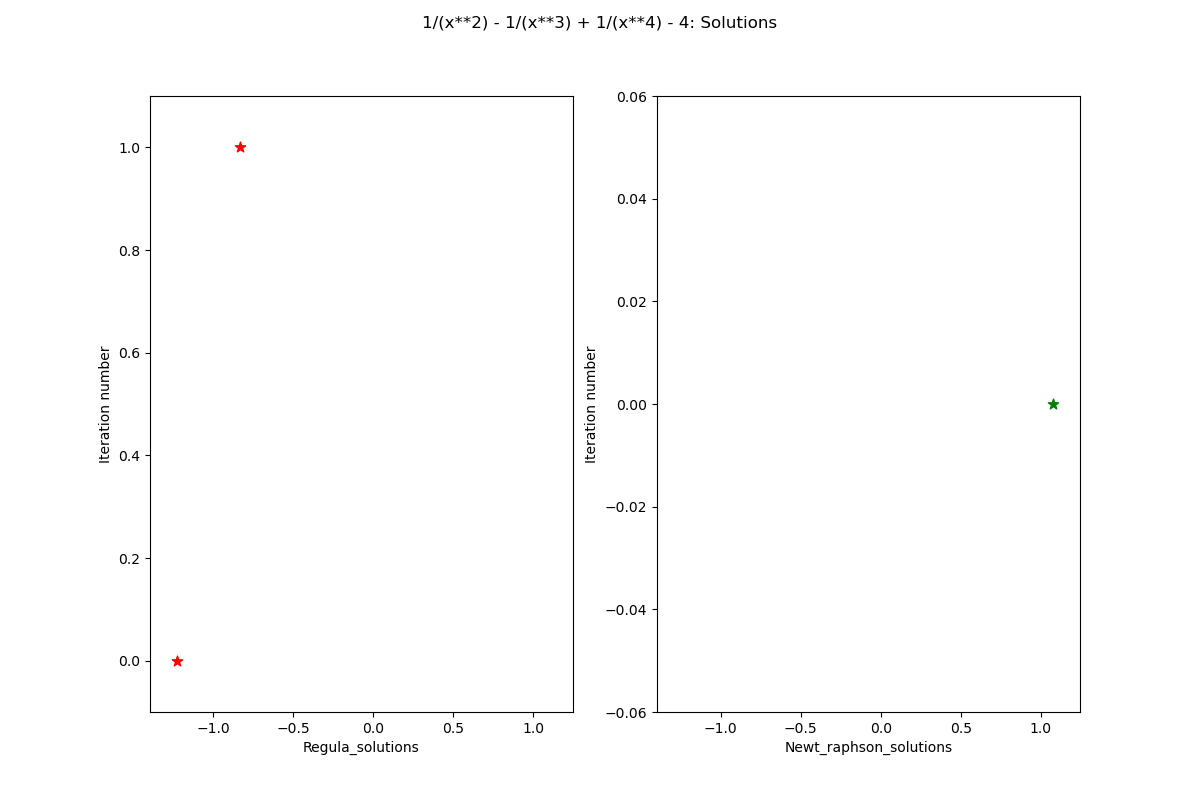 1/(x**2) - 1/(x**3) + 1/(x**4) - 4: Solutions
1.0
0.8
0.6
0.4
0.2
0.0
Iteration number
−1.0 −0.5 0.0 0.5 1.0
Regula_solutions
0.06
0.04
0.02
0.00
−0.02
−0.04
−0.06
Iteration number
−1.0 −0.5 0.0 0.5 1.0
Newt_raphson_solutions